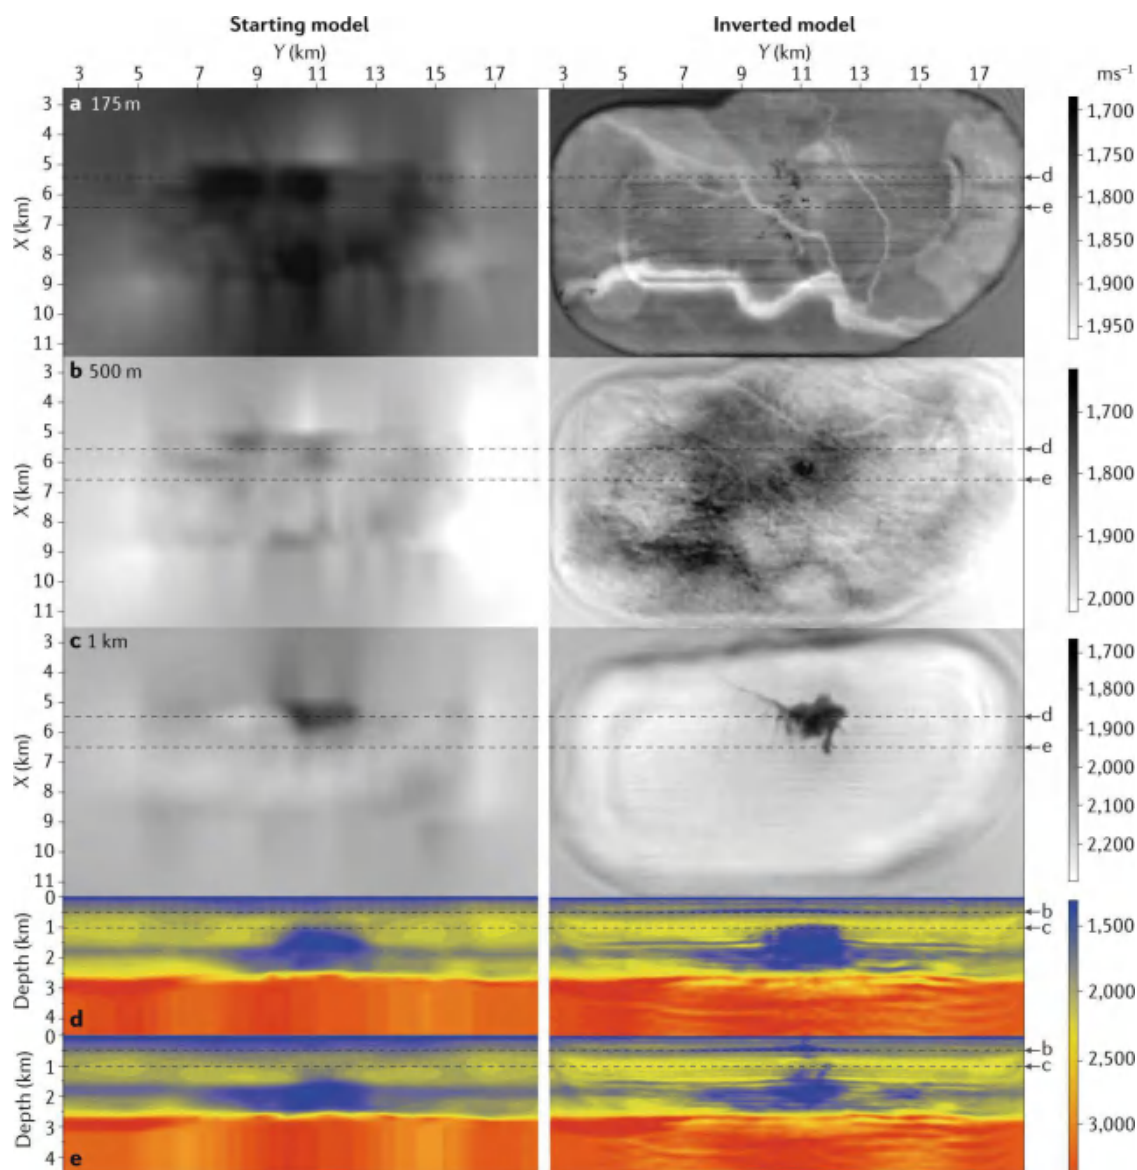 Starting model
Inverted model
Y (km)
Y (km)
3 5 7 9 11 13 15 17
3 5 7 9 11 13 15 17
ms⁻¹
a 175 m
X (km)
3
4
5
6
7
8
9
10
11
d
e
1,700
1,750
1,800
1,850
1,900
1,950
b 500 m
X (km)
3
4
5
6
7
8
9
10
11
d
e
1,700
1,800
1,900
2,000
c 1 km
X (km)
3
4
5
6
7
8
9
10
11
d
e
1,700
1,800
1,900
2,000
2,100
2,200
Depth (km)
0
1
2
3
4
d
b
c
1,500
2,000
2,500
3,000
Depth (km)
0
1
2
3
4
e
b
c